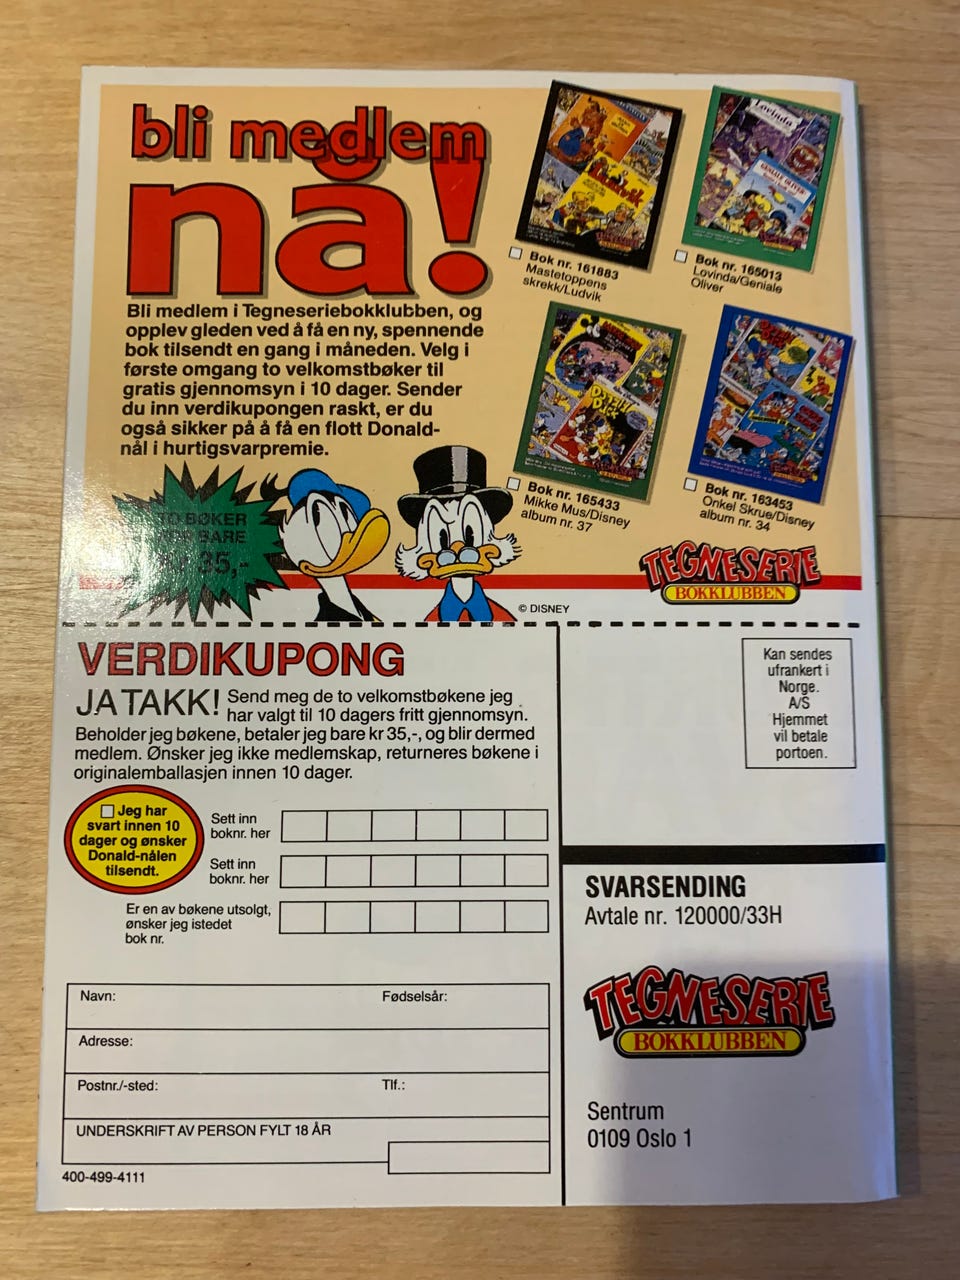 bli medlem
nå!
Bli medlem i Tegneseriebokklubben, og
opplev gleden ved å få en ny, spennende
bok tilsendt en gang i måneden. Velg i
første omgang to velkomstbøker til
gratis gjennomsyn i 10 dager. Sender
du inn verdikupongen raskt, er du
også sikker på å få en flott Donald-
nål i hurtigsvarpremie.
TO BØKER
FOR BARE
kr 35,-
Bok nr. 161883
Mastetoppens
skrekk/Ludvik
Bok nr. 165013
Lovinda/Geniale
Oliver
Bok nr. 165433
Mikke Mus/Disney
album nr. 37
Bok nr. 163453
Onkel Skrue/Disney
album nr. 34
© DISNEY
TEGNESERIE
BOKKLUBBEN
VERDIKUPONG
JA TAKK! Send meg de to velkomstbøkene jeg
har valgt til 10 dagers fritt gjennomsyn.
Beholder jeg bøkene, betaler jeg bare kr 35,-, og blir dermed
medlem. Ønsker jeg ikke medlemskap, returneres bøkene i
originalemballasjen innen 10 dager.
Jeg har
svart innen 10
dager og ønsker
Donald-nålen
tilsendt.
Sett inn
boknr. her
Sett inn
boknr. her
Er en av bøkene utsolgt,
ønsker jeg istedet
bok nr.
Navn: Fødselsår:
Adresse:
Postnr./-sted: Tlf.:
UNDERSKRIFT AV PERSON FYLT 18 ÅR
400-499-4111
Kan sendes
ufrankert i
Norge.
A/S
Hjemmet
vil betale
portoen.
SVARSENDING
Avtale nr. 120000/33H
TEGNESERIE
BOKKLUBBEN
Sentrum
0109 Oslo 1